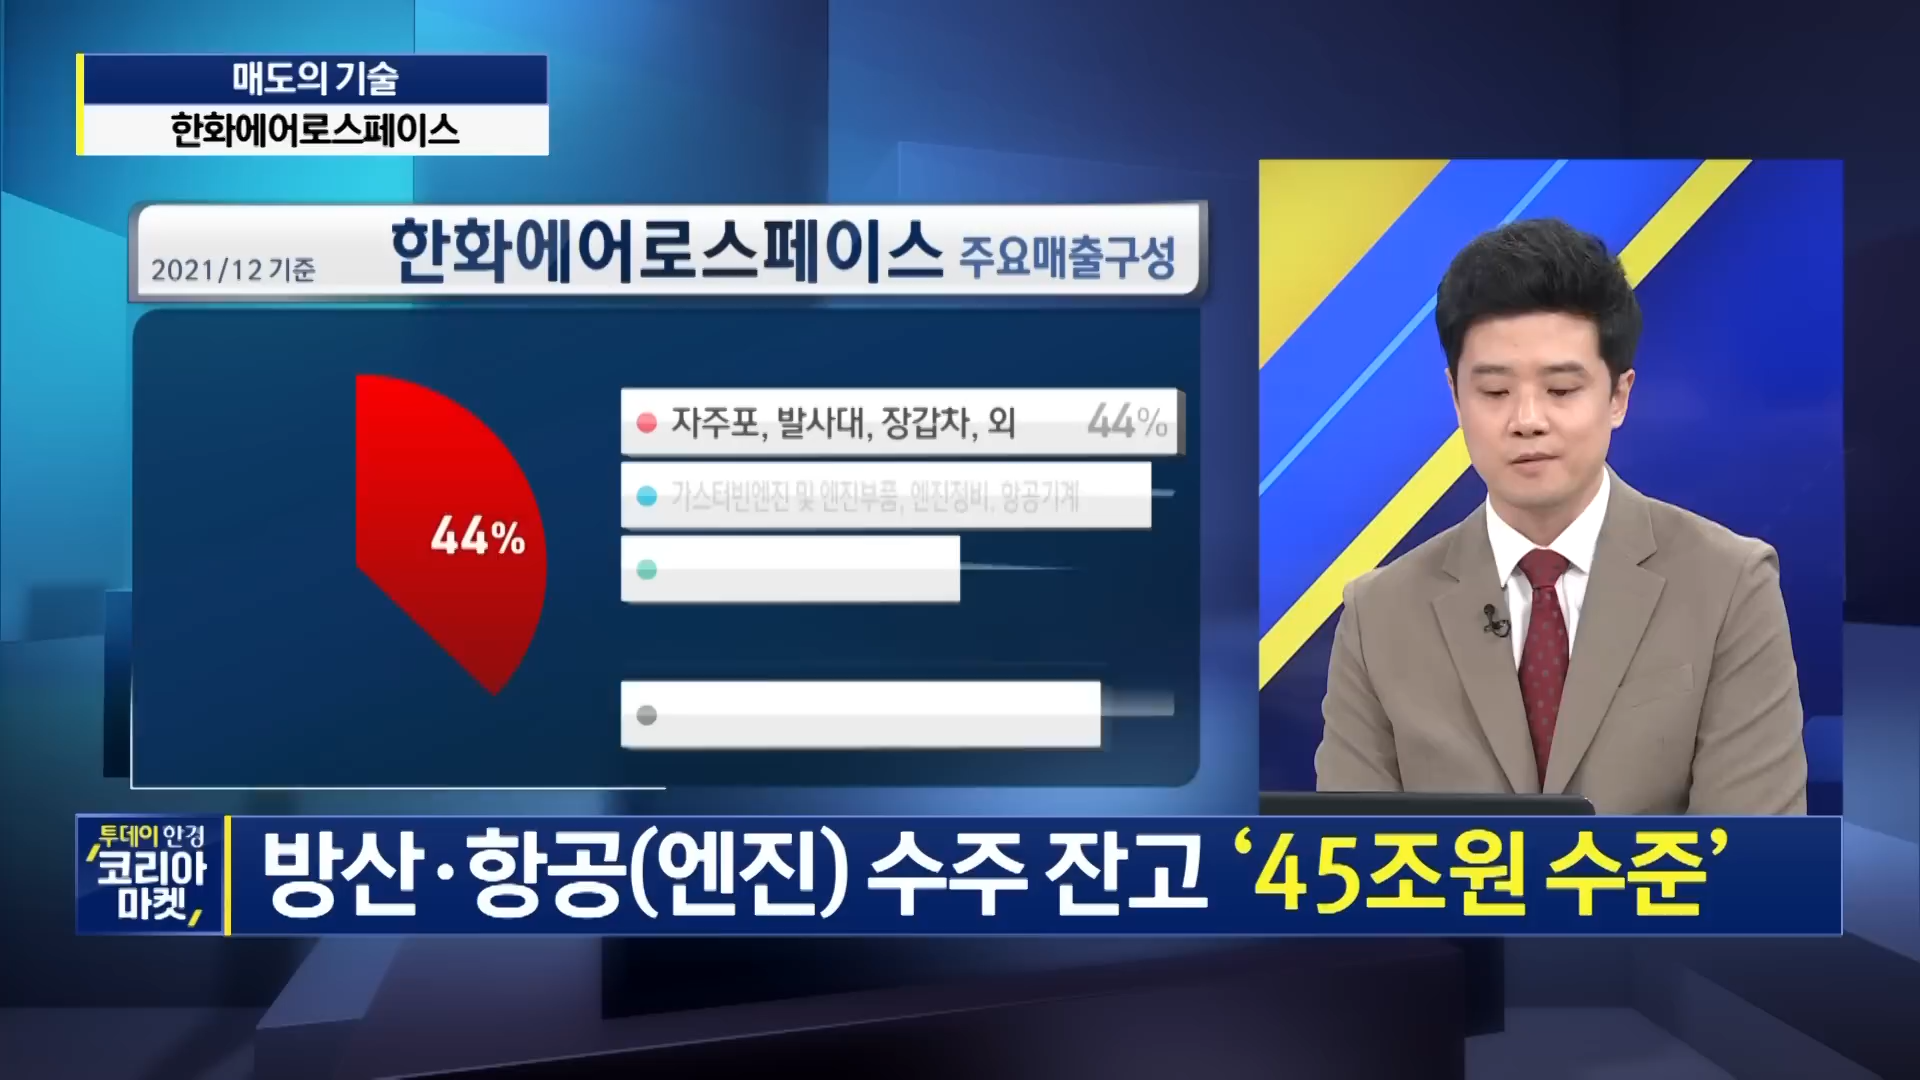 매도의 기술
한화에어로스페이스
2021/12 기준
한화에어로스페이스 주요매출구성
44%
자주포, 발사대, 장갑차, 외 44%
가스터빈엔진 및 엔진부품, 엔진정비, 항공기계
투데이 한경
코리아
마켓
방산·항공(엔진) 수주 잔고 ‘45조원 수준’